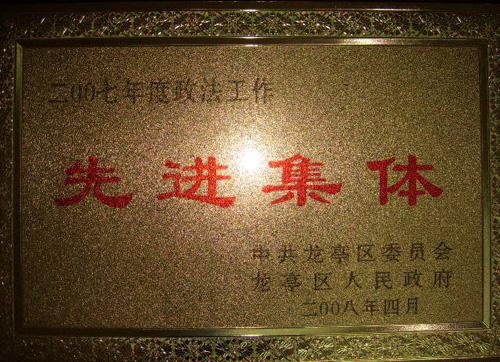 二00七年度政法工作
先进集体
中共龙亭区委员会
龙亭区人民政府
二00八年四月